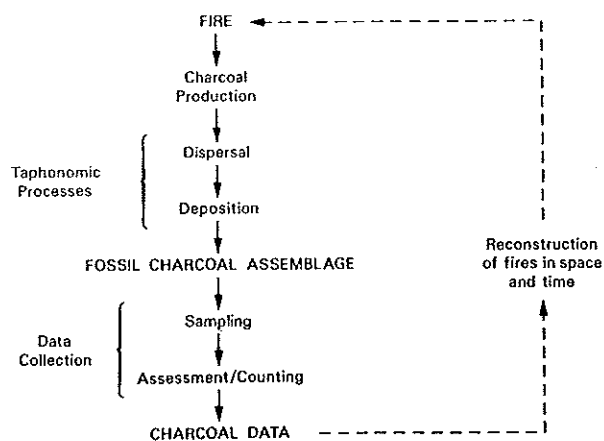 FIRE
Charcoal
Production
Taphonomic
Processes
Dispersal
Deposition
FOSSIL CHARCOAL ASSEMBLAGE
Reconstruction
of fires in space
and time
Data
Collection
Sampling
Assessment/Counting
CHARCOAL DATA